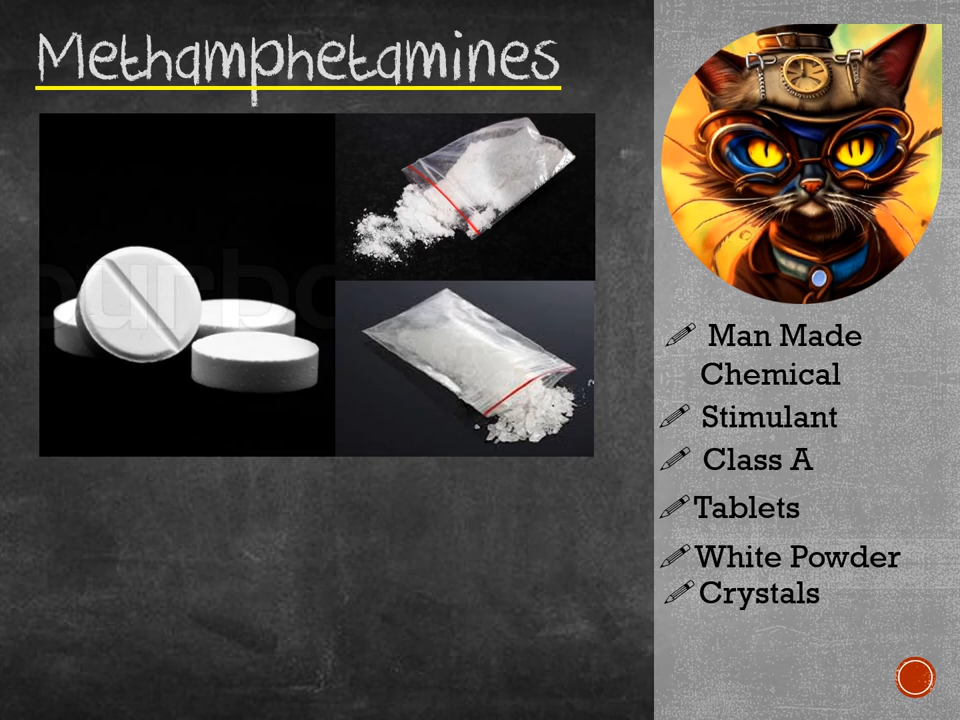 Methamphetamines
Man Made
Chemical
Stimulant
Class A
Tablets
White Powder
Crystals